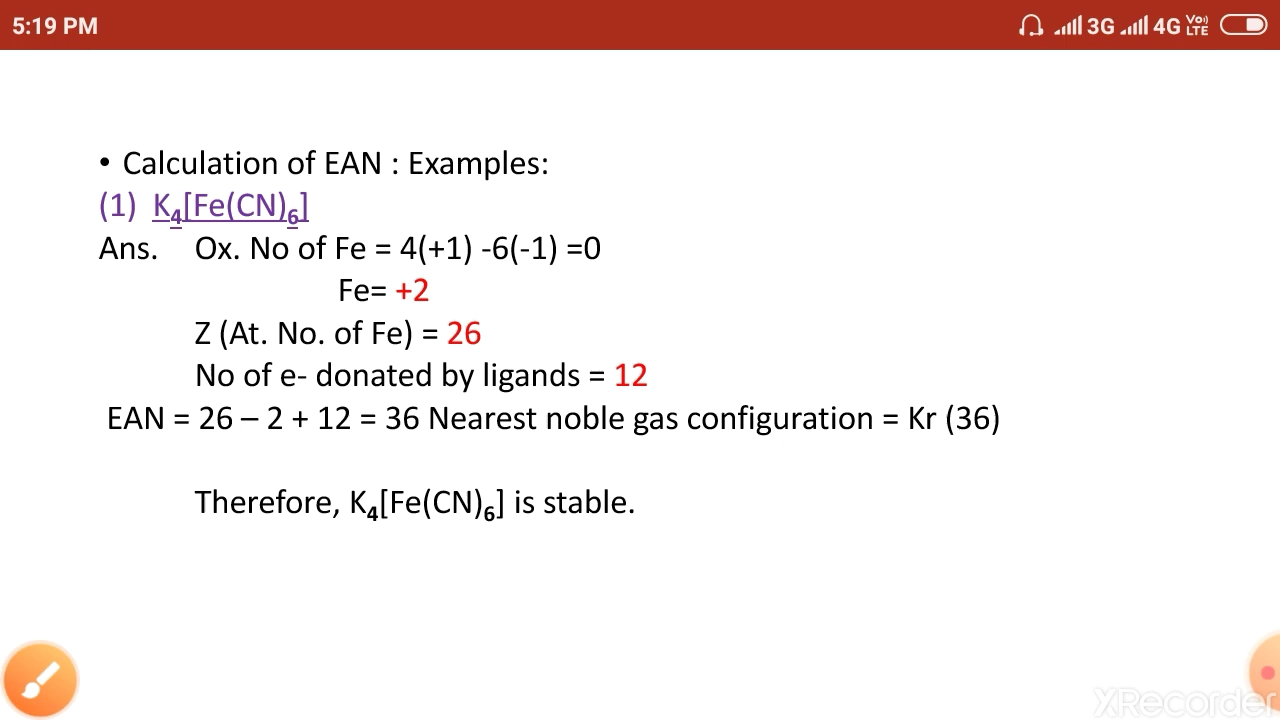 5:19 PM
3G 4G Vo)) LTE
• Calculation of EAN : Examples:
(1) K₄[Fe(CN)₆]
Ans. Ox. No of Fe = 4(+1) -6(-1) =0
Fe= +2
Z (At. No. of Fe) = 26
No of e- donated by ligands = 12
EAN = 26 – 2 + 12 = 36 Nearest noble gas configuration = Kr (36)
Therefore, K₄[Fe(CN)₆] is stable.
XRecorder